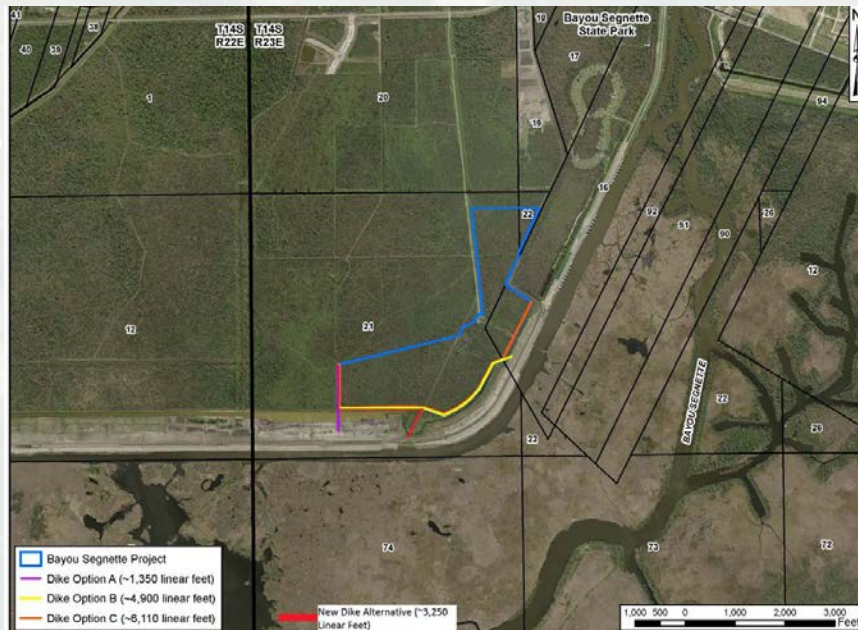 41
40
39
38
T14S T14S
R22E R23E
1
20
19
Bayou Segnette
State Park
17
19
94
16
22
92
91
90
26
12
12
21
BAYOU SEGNETTE
22
26
23
74
73
72
Bayou Segnette Project
Dike Option A (~1,350 linear feet)
Dike Option B (~4,900 linear feet)
Dike Option C (~6,110 linear feet)
New Dike Alternative (~3,250
Linear Feet)
1,000 500 0 1,000 2,000 3,000
Feet
N